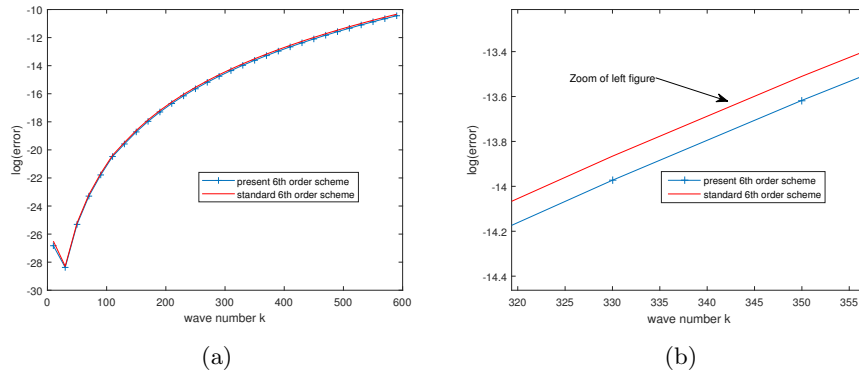 -10
-12
-14
-16
-18
-20
-22
-24
-26
-28
-30
log(error)
0 100 200 300 400 500 600
wave number k
present 6th order scheme
standard 6th order scheme
(a)
-13.4
-13.6
-13.8
-14
-14.2
-14.4
log(error)
320 325 330 335 340 345 350 355
wave number k
Zoom of left figure
present 6th order scheme
standard 6th order scheme
(b)